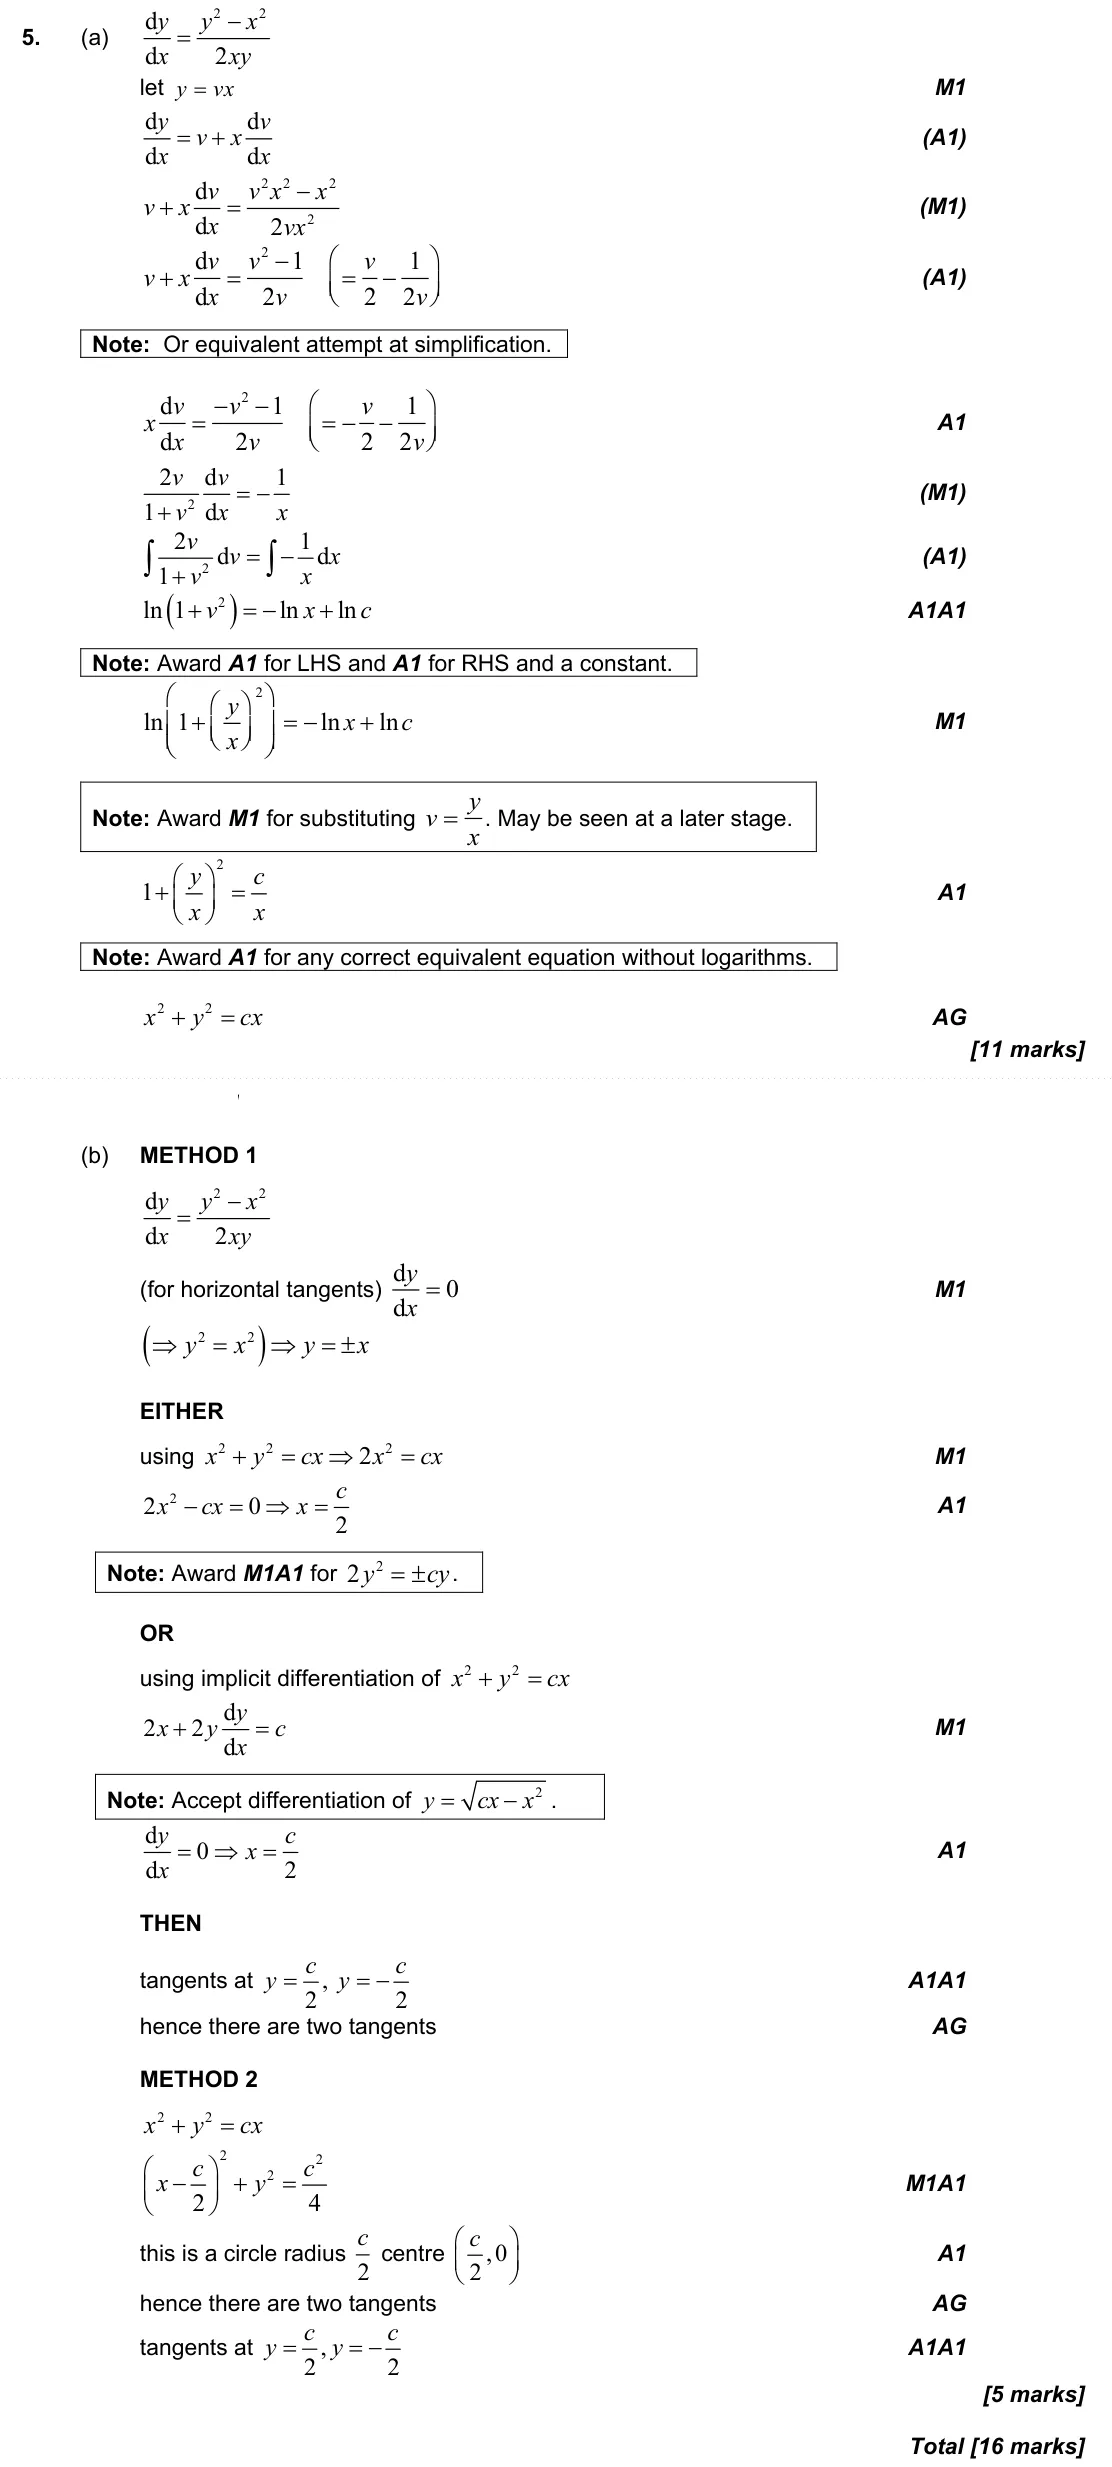 5. (a) dy/dx = (y² − x²)/(2xy)
let y = vx M1
dy/dx = v + x dv/dx (A1)
v + x dv/dx = (v²x² − x²)/(2vx²) (M1)
v + x dv/dx = (v² − 1)/(2v) (= v/2 − 1/(2v)) (A1)
Note: Or equivalent attempt at simplification.
x dv/dx = (−v² − 1)/(2v) (= −v/2 − 1/(2v)) A1
2v/(1 + v²) dv/dx = −1/x (M1)
∫ 2v/(1 + v²) dv = ∫ −1/x dx (A1)
ln(1 + v²) = −ln x + ln c A1A1
Note: Award A1 for LHS and A1 for RHS and a constant.
ln(1 + (y/x)²) = −ln x + ln c M1
Note: Award M1 for substituting v = y/x. May be seen at a later stage.
1 + (y/x)² = c/x A1
Note: Award A1 for any correct equivalent equation without logarithms.
x² + y² = cx AG
[11 marks]
(b) METHOD 1
dy/dx = (y² − x²)/(2xy)
(for horizontal tangents) dy/dx = 0 M1
(⇒ y² = x²) ⇒ y = ±x
EITHER
using x² + y² = cx ⇒ 2x² = cx M1
2x² − cx = 0 ⇒ x = c/2 A1
Note: Award M1A1 for 2y² = ±cy.
OR
using implicit differentiation of x² + y² = cx
2x + 2y dy/dx = c M1
Note: Accept differentiation of y = √(cx − x²) .
dy/dx = 0 ⇒ x = c/2 A1
THEN
tangents at y = c/2, y = −c/2 A1A1
hence there are two tangents AG
METHOD 2
x² + y² = cx
(x − c/2)² + y² = c²/4 M1A1
this is a circle radius c/2 centre (c/2, 0) A1
hence there are two tangents AG
tangents at y = c/2, y = −c/2 A1A1
[5 marks]
Total [16 marks]